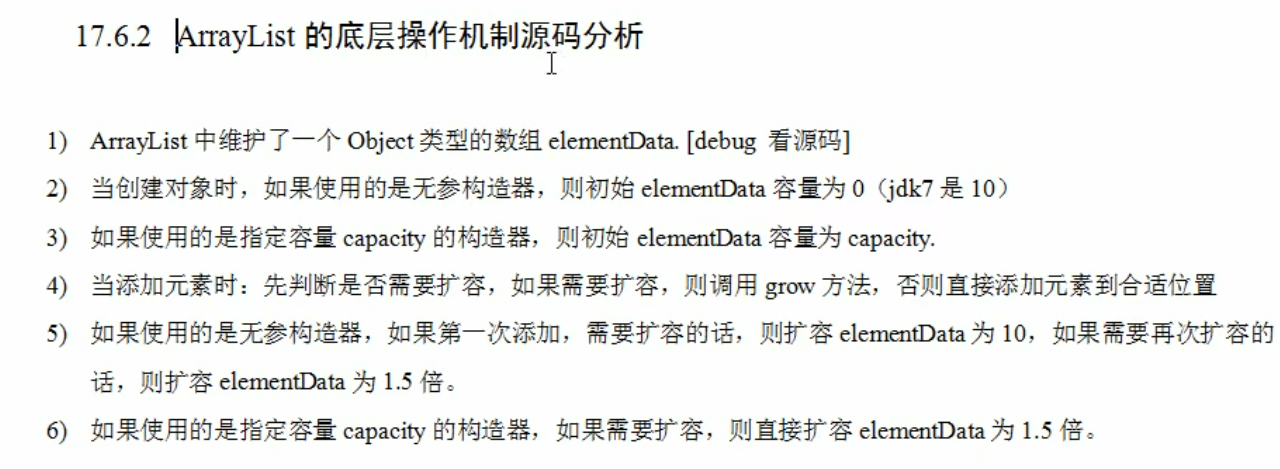 17.6.2 ArrayList 的底层操作机制源码分析
1) ArrayList 中维护了一个 Object 类型的数组 elementData. [debug 看源码]
2) 当创建对象时，如果使用的是无参构造器，则初始 elementData 容量为 0（jdk7 是 10）
3) 如果使用的是指定容量 capacity 的构造器，则初始 elementData 容量为 capacity.
4) 当添加元素时：先判断是否需要扩容，如果需要扩容，则调用 grow 方法，否则直接添加元素到合适位置
5) 如果使用的是无参构造器，如果第一次添加，需要扩容的话，则扩容 elementData 为 10，如果需要再次扩容的
话，则扩容 elementData 为 1.5 倍。
6) 如果使用的是指定容量 capacity 的构造器，如果需要扩容，则直接扩容 elementData 为 1.5 倍。